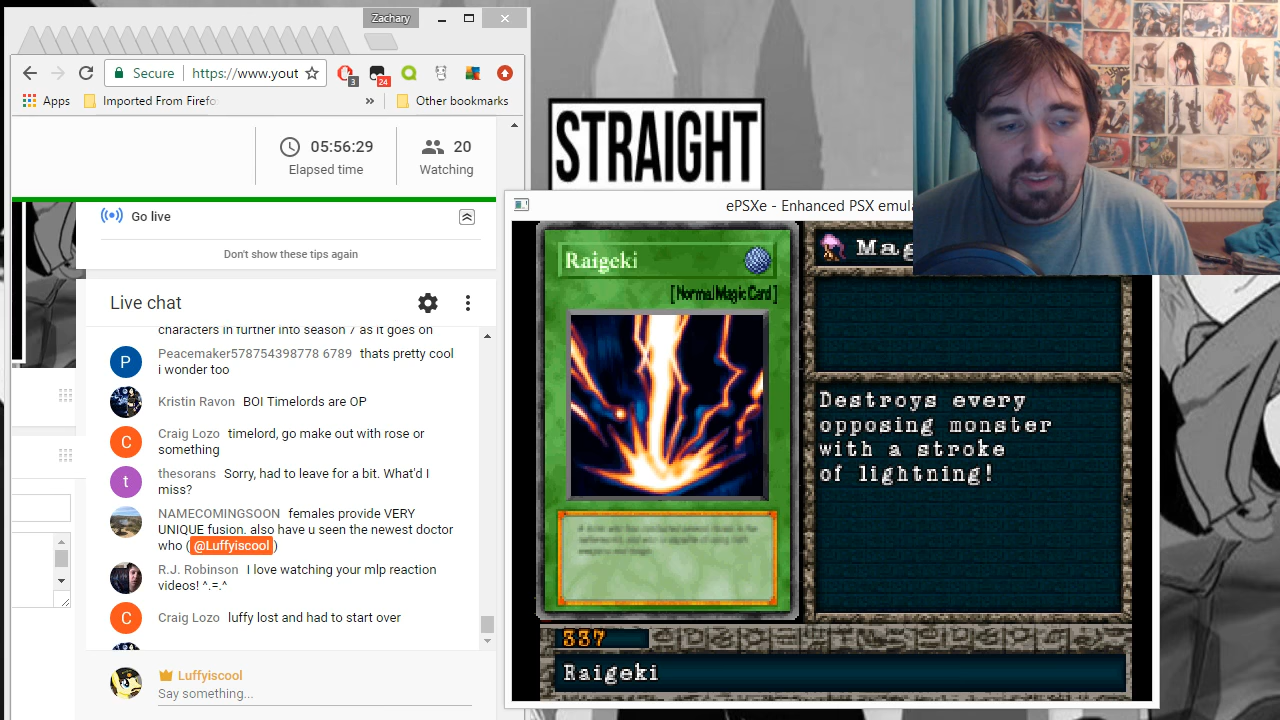 Zachary
Secure
https://www.yout
Apps
Imported From Firefo
»
Other bookmarks
3
24
05:56:29
Elapsed time
20
Watching
Go live
Don't show these tips again
Live chat
characters in further into season 7 as it goes on
P
Peacemaker578754398778 6789 thats pretty cool
i wonder too
Kristin Ravon BOI Timelords are OP
C
Craig Lozo timelord, go make out with rose or
something
t
thesorans Sorry, had to leave for a bit. What'd I
miss?
NAMECOMINGSOON females provide VERY
UNIQUE fusion. also have u seen the newest doctor
who ( @Luffyiscool )
R.J. Robinson I love watching your mlp reaction
videos! ^.=.^
C
Craig Lozo luffy lost and had to start over
Luffyiscool
Say something...
STRAIGHT
ePSXe - Enhanced PSX emula
Raigeki
[Normal Magic Card]
Mag
Destroys every
opposing monster
with a stroke
of lightning!
337
Raigeki